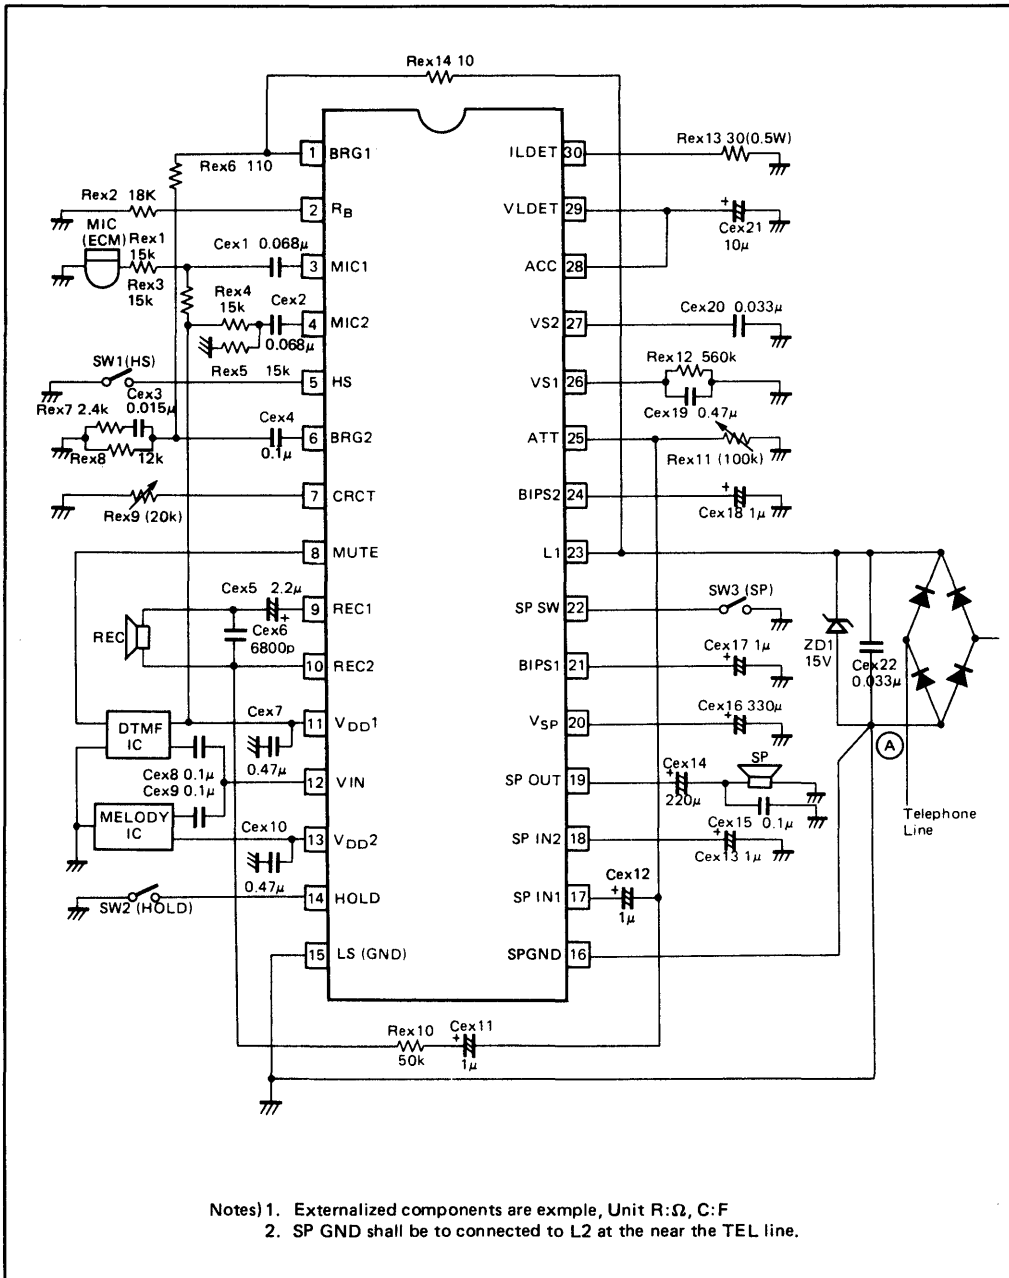 Rex14 10
Rex6 110
1 BRG1
ILDET 30
Rex13 30(0.5W)
Rex2 18K
2 RB
VLDET 29
+
Cex21
10μ
MIC
(ECM)
Rex1
15k
Rex3
15k
Cex1 0.068μ
3 MIC1
ACC 28
Rex4
15k
Cex2
0.068μ
4 MIC2
VS2 27
Cex20 0.033μ
Rex5 15k
SW1(HS)
5 HS
VS1 26
Rex12 560k
Cex19 0.47μ
Cex3
0.015μ
Rex7 2.4k
Rex8 12k
Cex4
0.1μ
6 BRG2
ATT 25
Rex11 (100k)
7 CRCT
Rex9 (20k)
BIPS2 24
+
Cex18 1μ
8 MUTE
L1 23
Cex5 2.2μ
+
9 REC1
SP SW 22
SW3 (SP)
REC
Cex6
6800p
10 REC2
BIPS1 21
Cex17 1μ
+
ZD1
15V
Cex22
0.033μ
DTMF
IC
Cex7
0.47μ
11 VDD1
VSP 20
Cex16 330μ
+
A
Cex8 0.1μ
Cex9 0.1μ
12 VIN
SP OUT 19
Cex14
+
220μ
SP
Cex15 0.1μ
MELODY
IC
Cex10
0.47μ
13 VDD2
SP IN2 18
+
Cex13 1μ
Telephone
Line
SW2 (HOLD)
14 HOLD
SP IN1 17
Cex12
+
1μ
15 LS (GND)
SPGND 16
Rex10
50k
Cex11
+
1μ
Notes) 1. Externalized components are exmple, Unit R:Ω, C:F
2. SP GND shall be to connected to L2 at the near the TEL line.